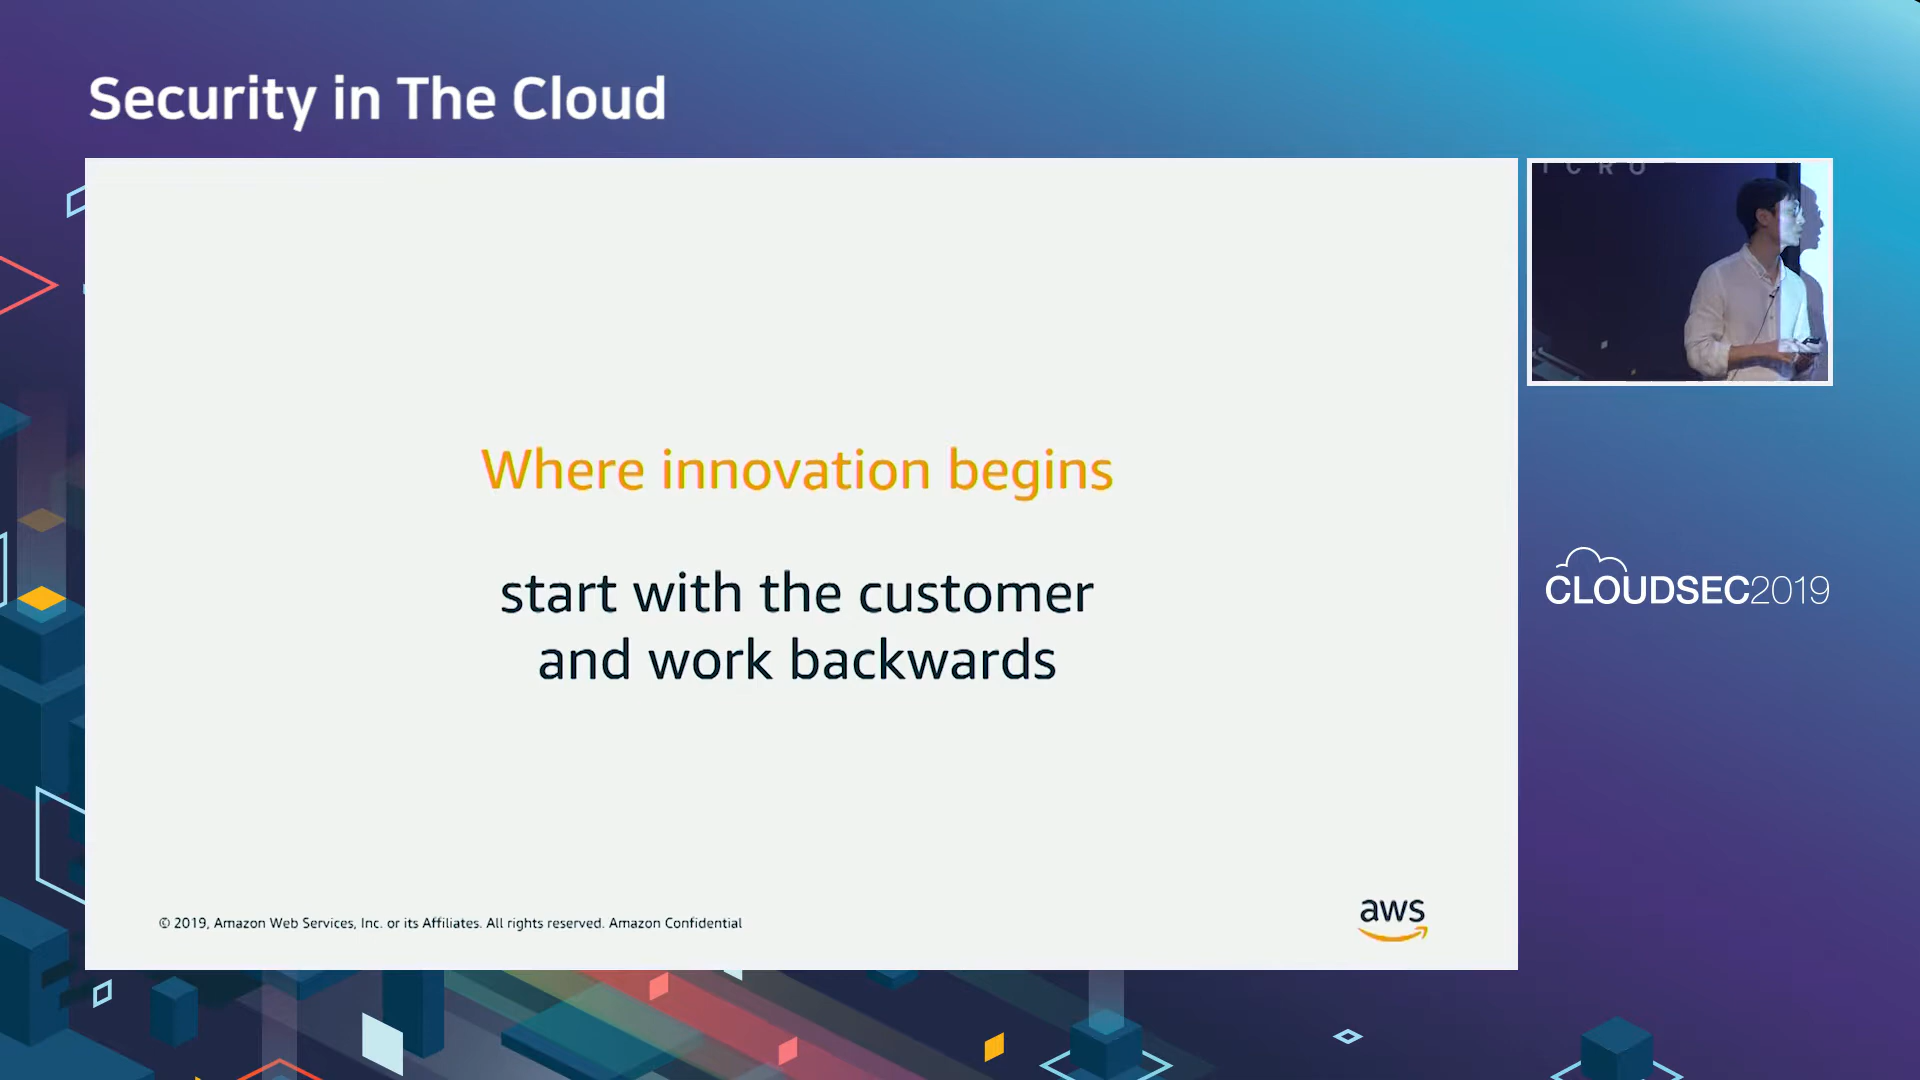 Security in The Cloud
I C R O
Where innovation begins
start with the customer
and work backwards
CLOUDSEC2019
© 2019, Amazon Web Services, Inc. or its Affiliates. All rights reserved. Amazon Confidential
aws